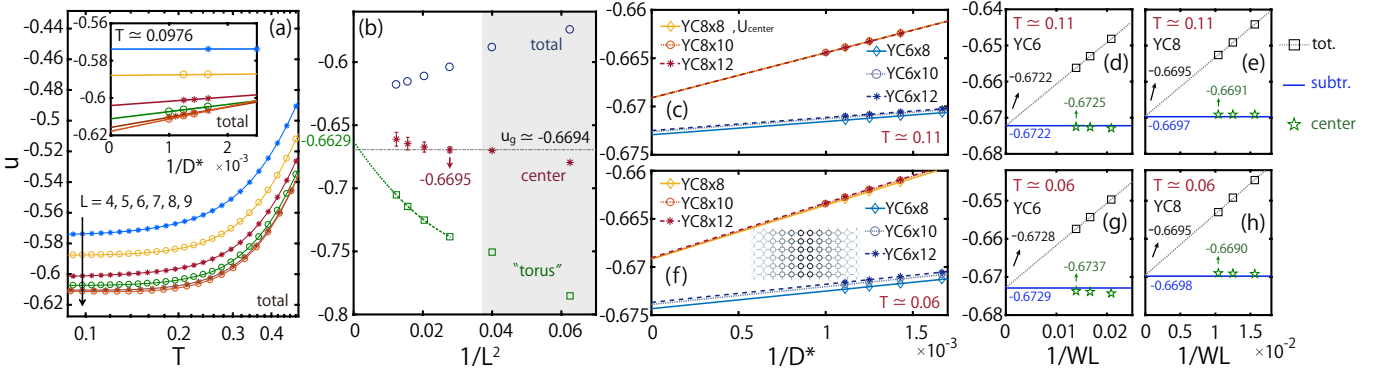 T ≃ 0.0976
(a)
total
1/D*
×10⁻³
-0.56
-0.58
-0.6
-0.62
0
1
2
-0.48
-0.5
-0.52
-0.54
-0.56
-0.58
-0.6
-0.62
u
L = 4, 5, 6, 7, 8, 9
total
0.1
0.2
0.3
0.4
T
(b)
total
-0.6
-0.65
-0.6629
-0.7
-0.75
-0.8
u_g ≃ -0.6694
-0.6695
center
"torus"
0
0.02
0.04
0.06
1/L²
-0.66
-0.665
-0.67
-0.675
YC8x8 , U_center
YC8x10
YC8x12
YC6x8
YC6x10
YC6x12
(c)
T ≃ 0.11
-0.66
-0.665
-0.67
-0.675
YC8x8
YC8x10
YC8x12
YC6x8
YC6x10
YC6x12
(f)
T ≃ 0.06
0
0.5
1
1.5
×10⁻³
1/D*
-0.64
-0.65
-0.66
-0.67
-0.68
T ≃ 0.11
YC6
(d)
-0.6722
-0.6725
-0.6722
T ≃ 0.11
YC8
(e)
-0.6695
-0.6691
-0.6697
tot.
subtr.
center
-0.65
-0.66
-0.67
-0.68
T ≃ 0.06
YC6
(g)
-0.6728
-0.6737
-0.6729
0
0.01
0.02
1/WL
T ≃ 0.06
YC8
(h)
-0.6695
-0.6690
-0.6698
0
0.5
1
1.5
×10⁻²
1/WL